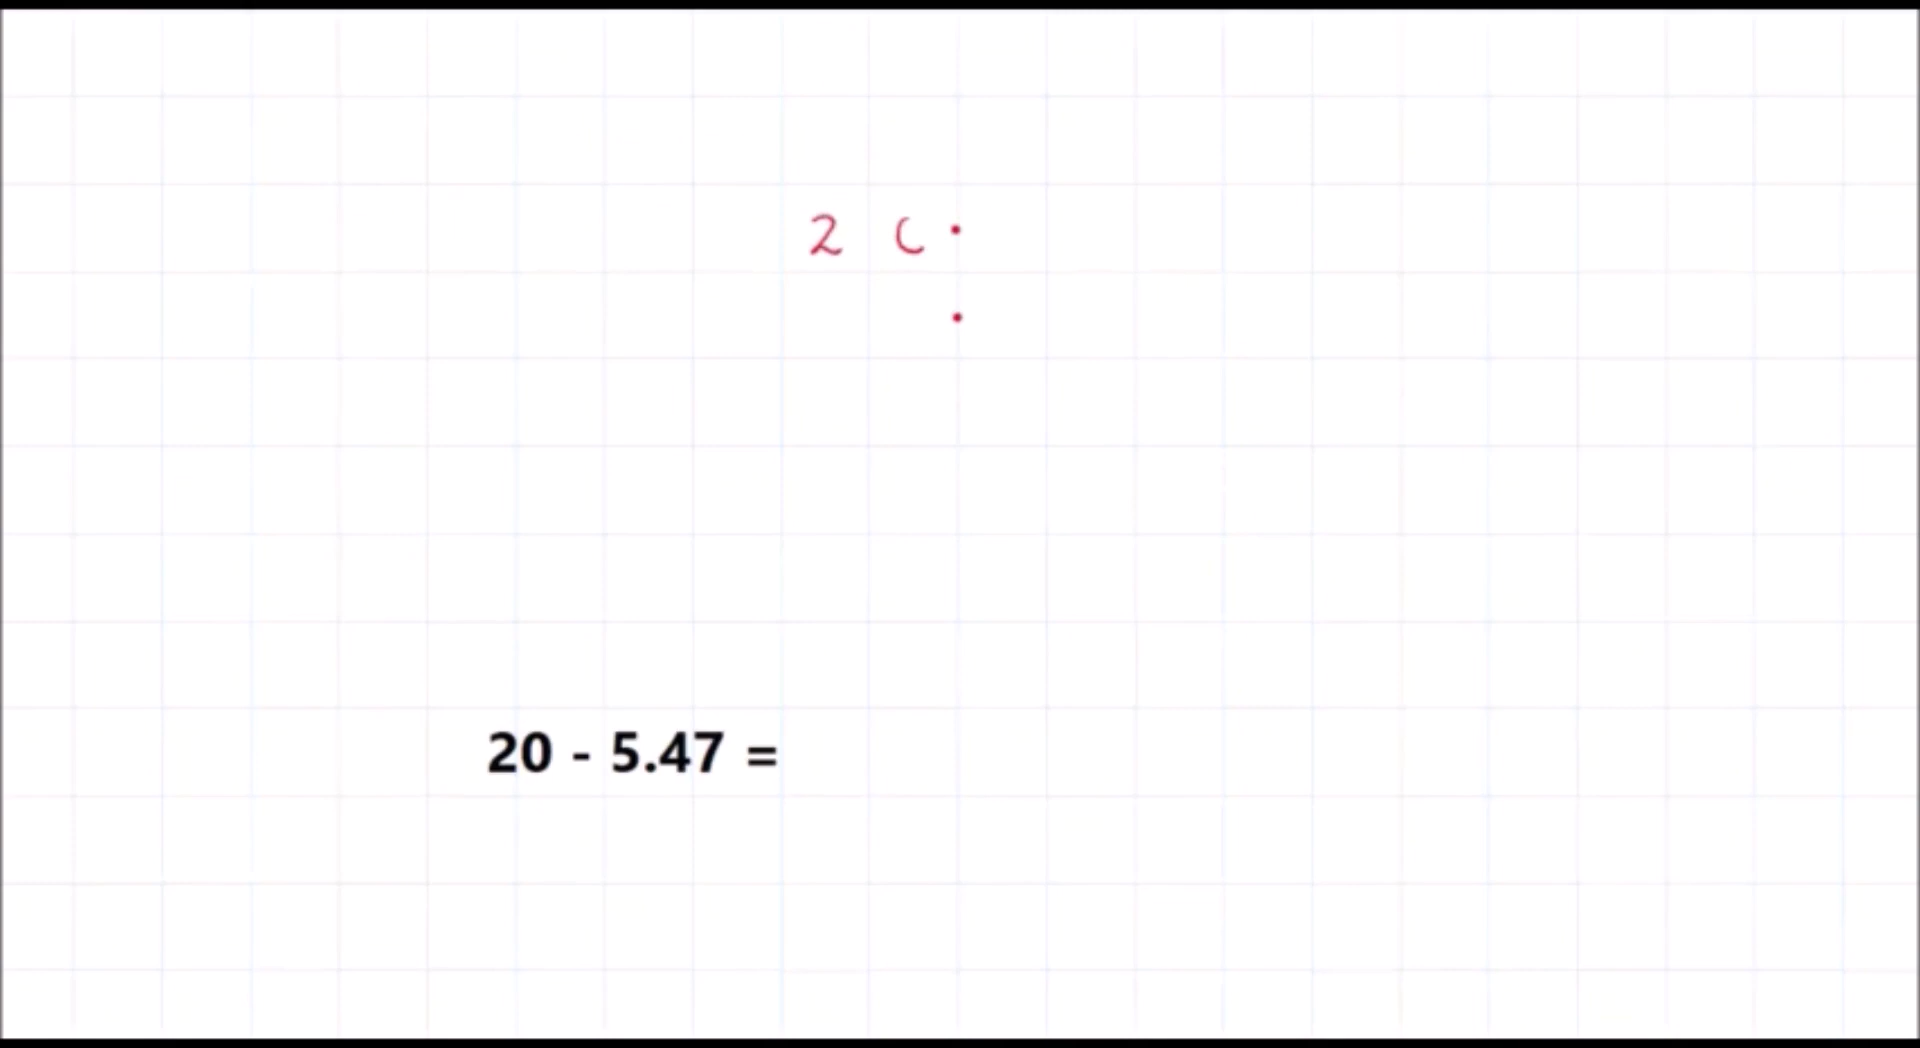 2 0.
.
20 - 5.47 =